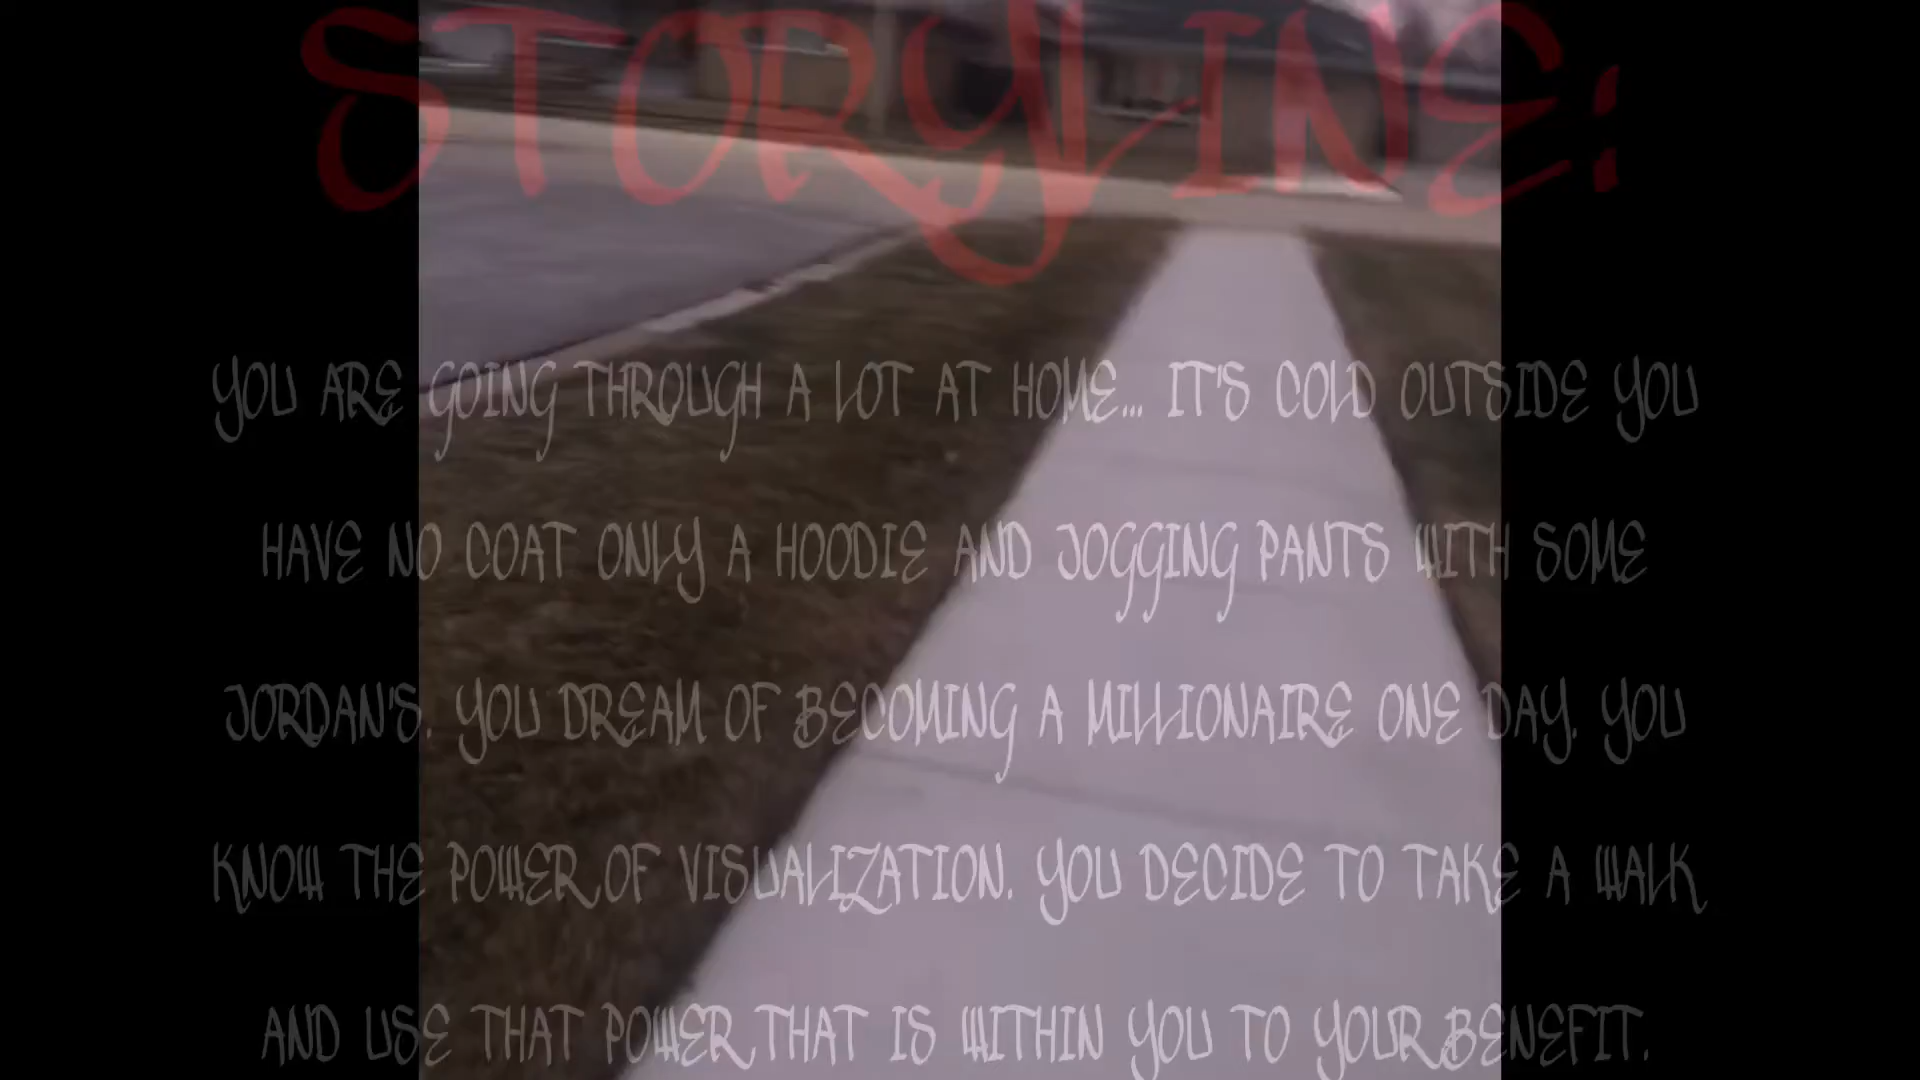 STORYLINE:
YOU ARE GOING THROUGH A LOT AT HOME... IT'S COLD OUTSIDE YOU
HAVE NO COAT ONLY A HOODIE AND JOGGING PANTS WITH SOME
JORDAN'S. YOU DREAM OF BECOMING A MILLIONAIRE ONE DAY. YOU
KNOW THE POWER OF VISUALIZATION. YOU DECIDE TO TAKE A WALK
AND USE THAT POWER THAT IS WITHIN YOU TO YOUR BENEFIT.